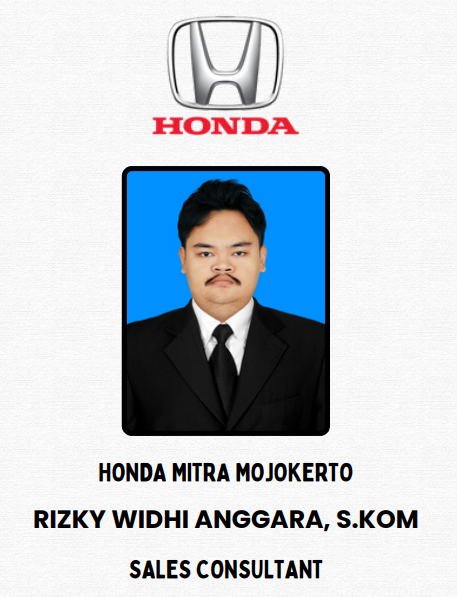 HONDA
HONDA MITRA MOJOKERTO
RIZKY WIDHI ANGGARA, S.KOM
SALES CONSULTANT